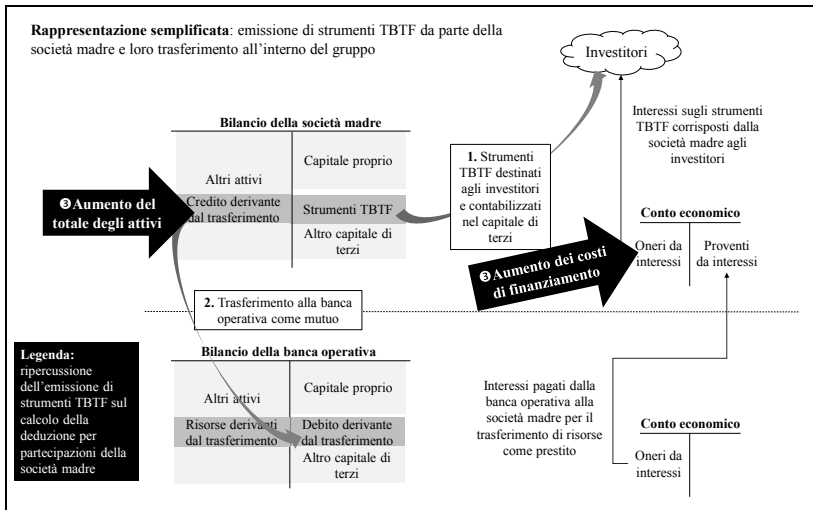 Rappresentazione semplificata: emissione di strumenti TBTF da parte della
società madre e loro trasferimento all'interno del gruppo
Investitori
Interessi sugli strumenti
TBTF corrisposti dalla
società madre agli
investitori
Bilancio della società madre
Capitale proprio
Altri attivi
Credito derivante
dal trasferimento
Strumenti TBTF
Altro capitale di
terzi
❸Aumento del
totale degli attivi
1. Strumenti
TBTF destinati
agli investitori
e contabilizzati
nel capitale di
terzi
Conto economico
Oneri da
interessi
Proventi
da interessi
❸Aumento dei costi
di finanziamento
2. Trasferimento alla banca
operativa come mutuo
Legenda:
ripercussione
dell'emissione di
strumenti TBTF sul
calcolo della
deduzione per
partecipazioni della
società madre
Bilancio della banca operativa
Capitale proprio
Altri attivi
Risorse derivanti
dal trasferimento
Debito derivante
dal trasferimento
Altro capitale di
terzi
Interessi pagati dalla
banca operativa alla
società madre per il
trasferimento di risorse
come prestito
Conto economico
Oneri da
interessi